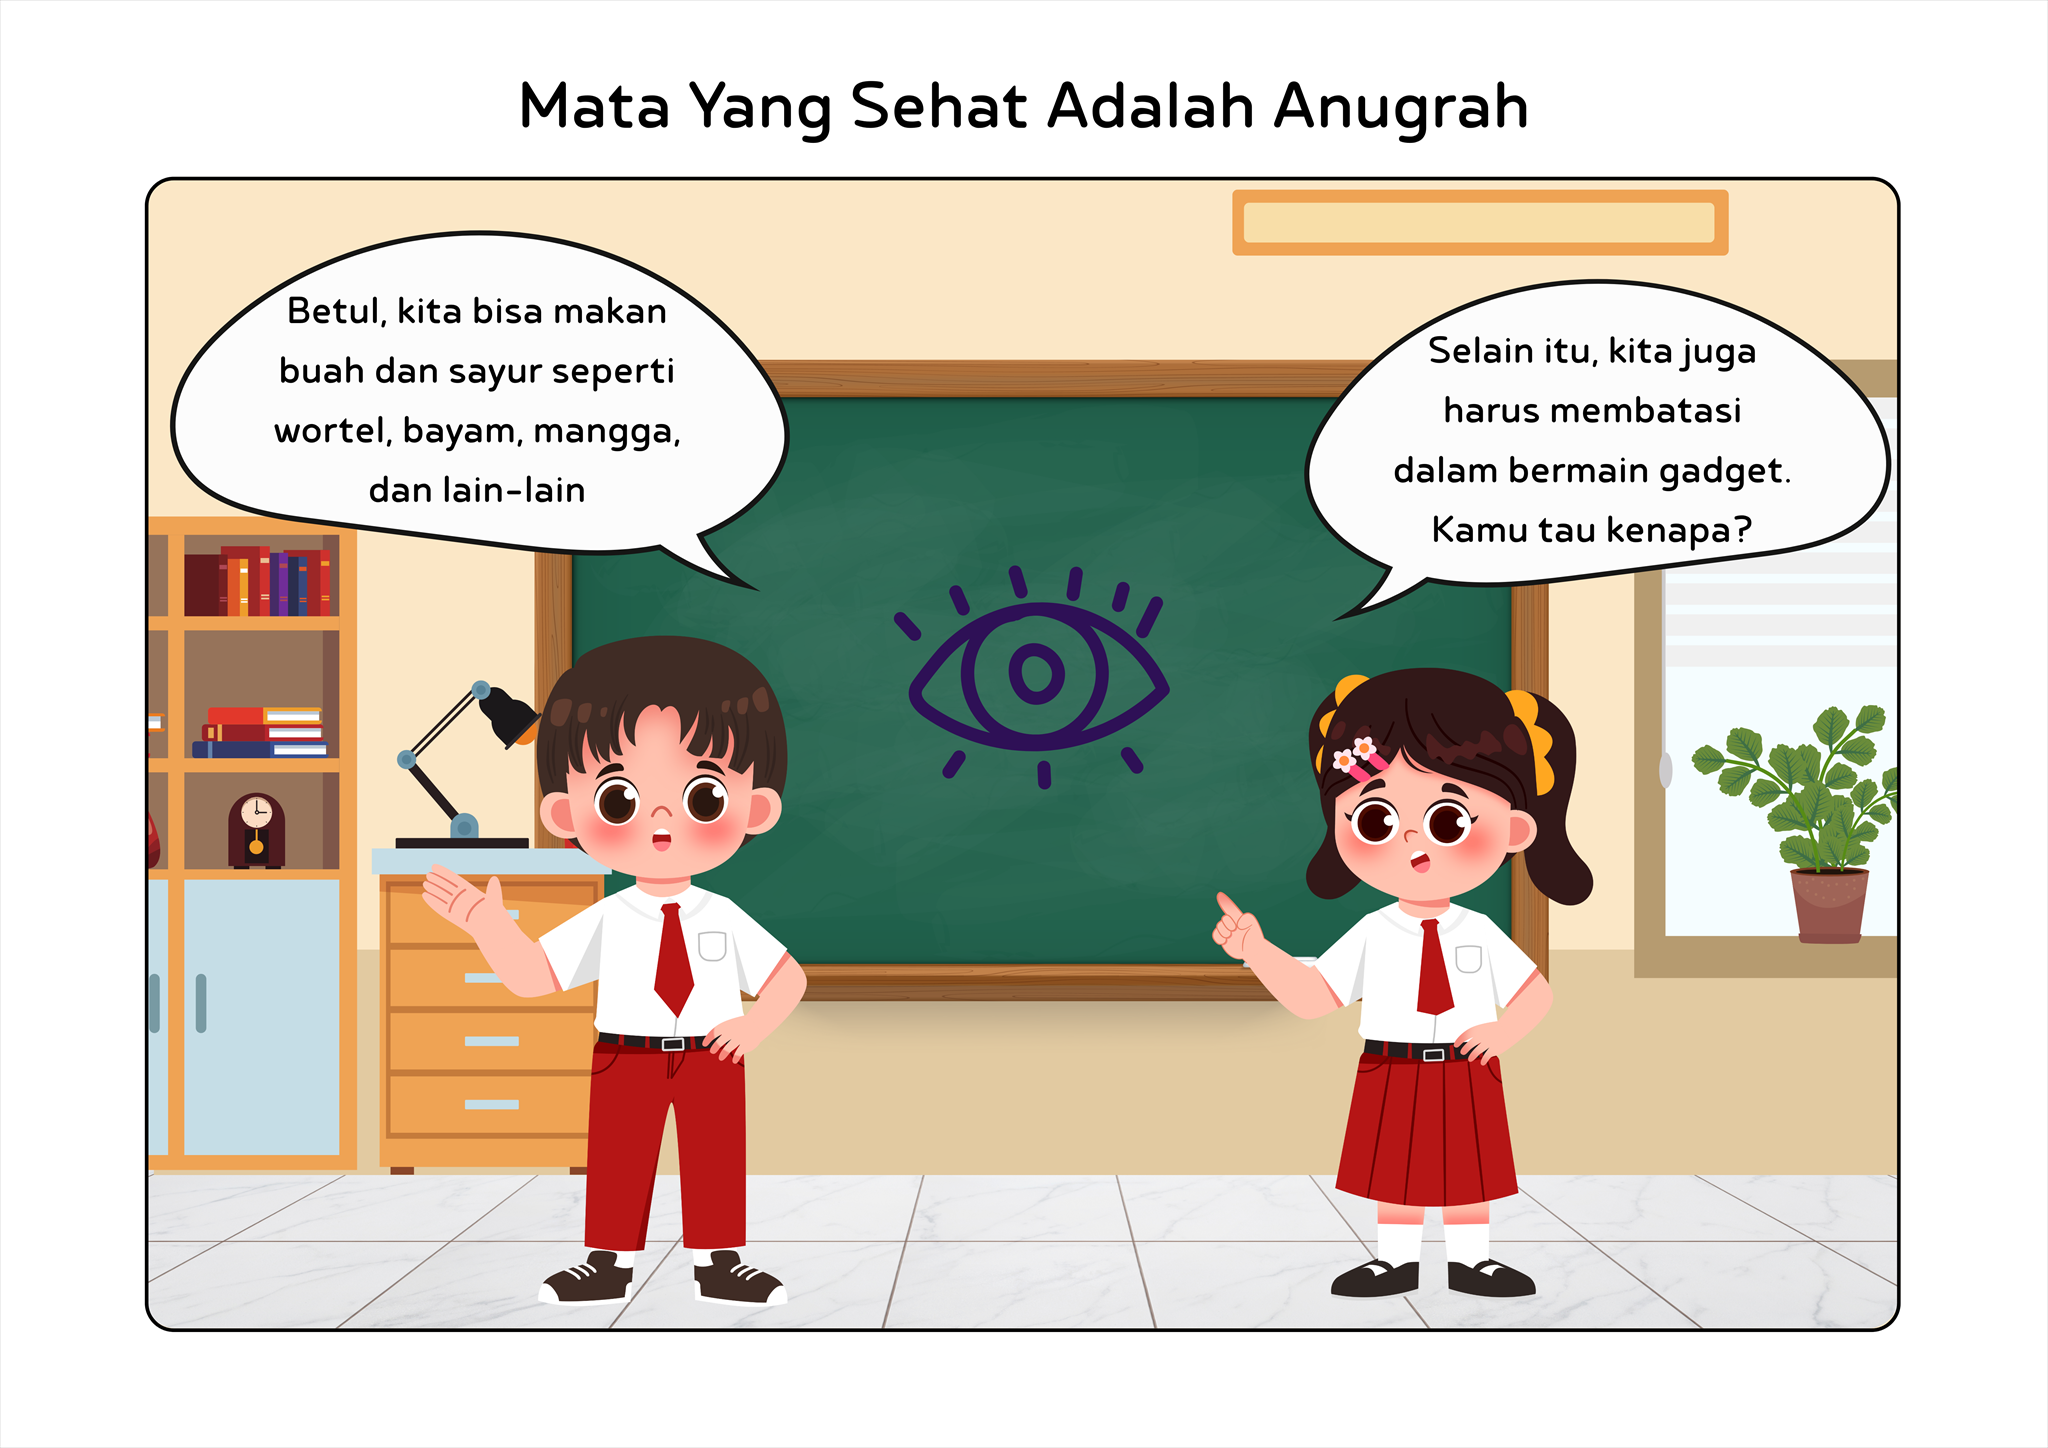 Mata Yang Sehat Adalah Anugrah
Betul, kita bisa makan
buah dan sayur seperti
wortel, bayam, mangga,
dan lain-lain
Selain itu, kita juga
harus membatasi
dalam bermain gadget.
Kamu tau kenapa?